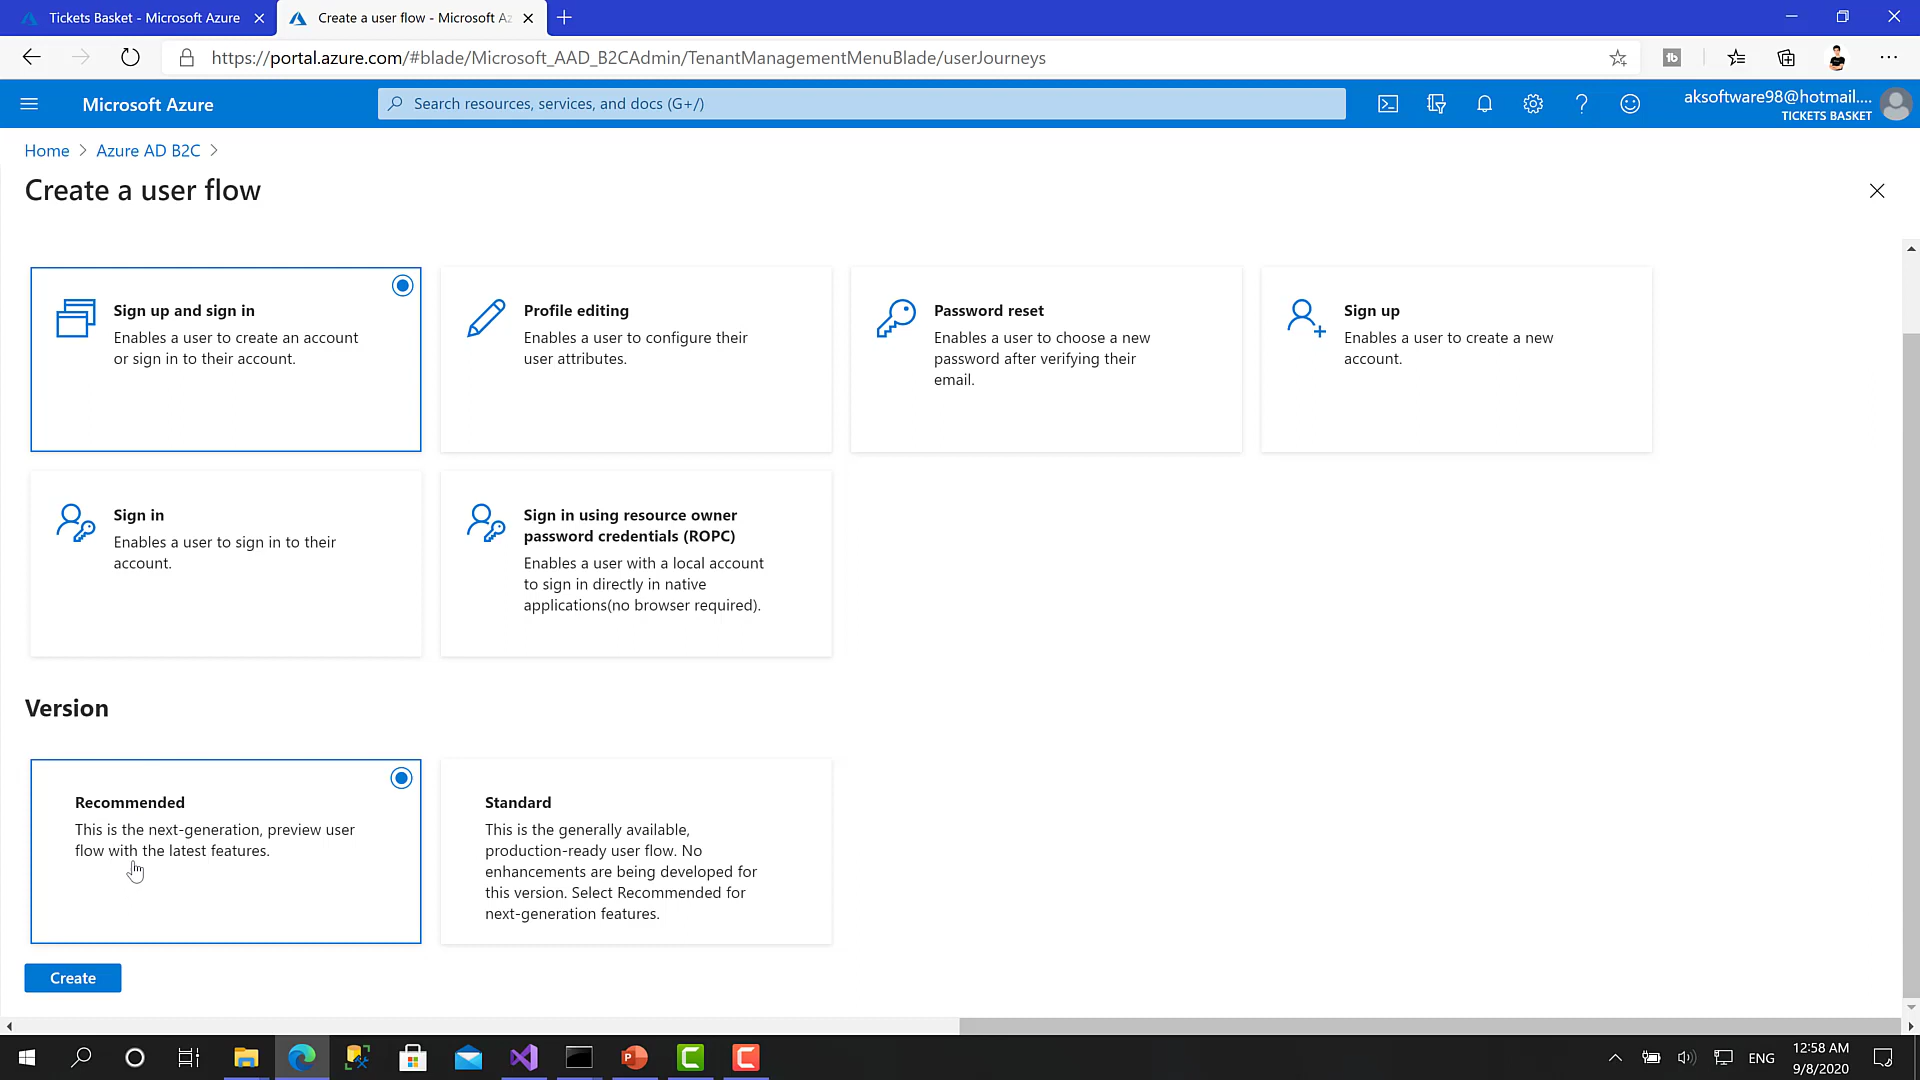 Tickets Basket - Microsoft Azure
Create a user flow - Microsoft Az
https://portal.azure.com/#blade/Microsoft_AAD_B2CAdmin/TenantManagementMenuBlade/userJourneys
Microsoft Azure
Search resources, services, and docs (G+/)
aksoftware98@hotmail....
TICKETS BASKET
Home > Azure AD B2C >
Create a user flow
Sign up and sign in
Enables a user to create an account
or sign in to their account.
Profile editing
Enables a user to configure their
user attributes.
Password reset
Enables a user to choose a new
password after verifying their
email.
Sign up
Enables a user to create a new
account.
Sign in
Enables a user to sign in to their
account.
Sign in using resource owner
password credentials (ROPC)
Enables a user with a local account
to sign in directly in native
applications(no browser required).
Version
Recommended
This is the next-generation, preview user
flow with the latest features.
Standard
This is the generally available,
production-ready user flow. No
enhancements are being developed for
this version. Select Recommended for
next-generation features.
Create
ENG
12:58 AM
9/8/2020